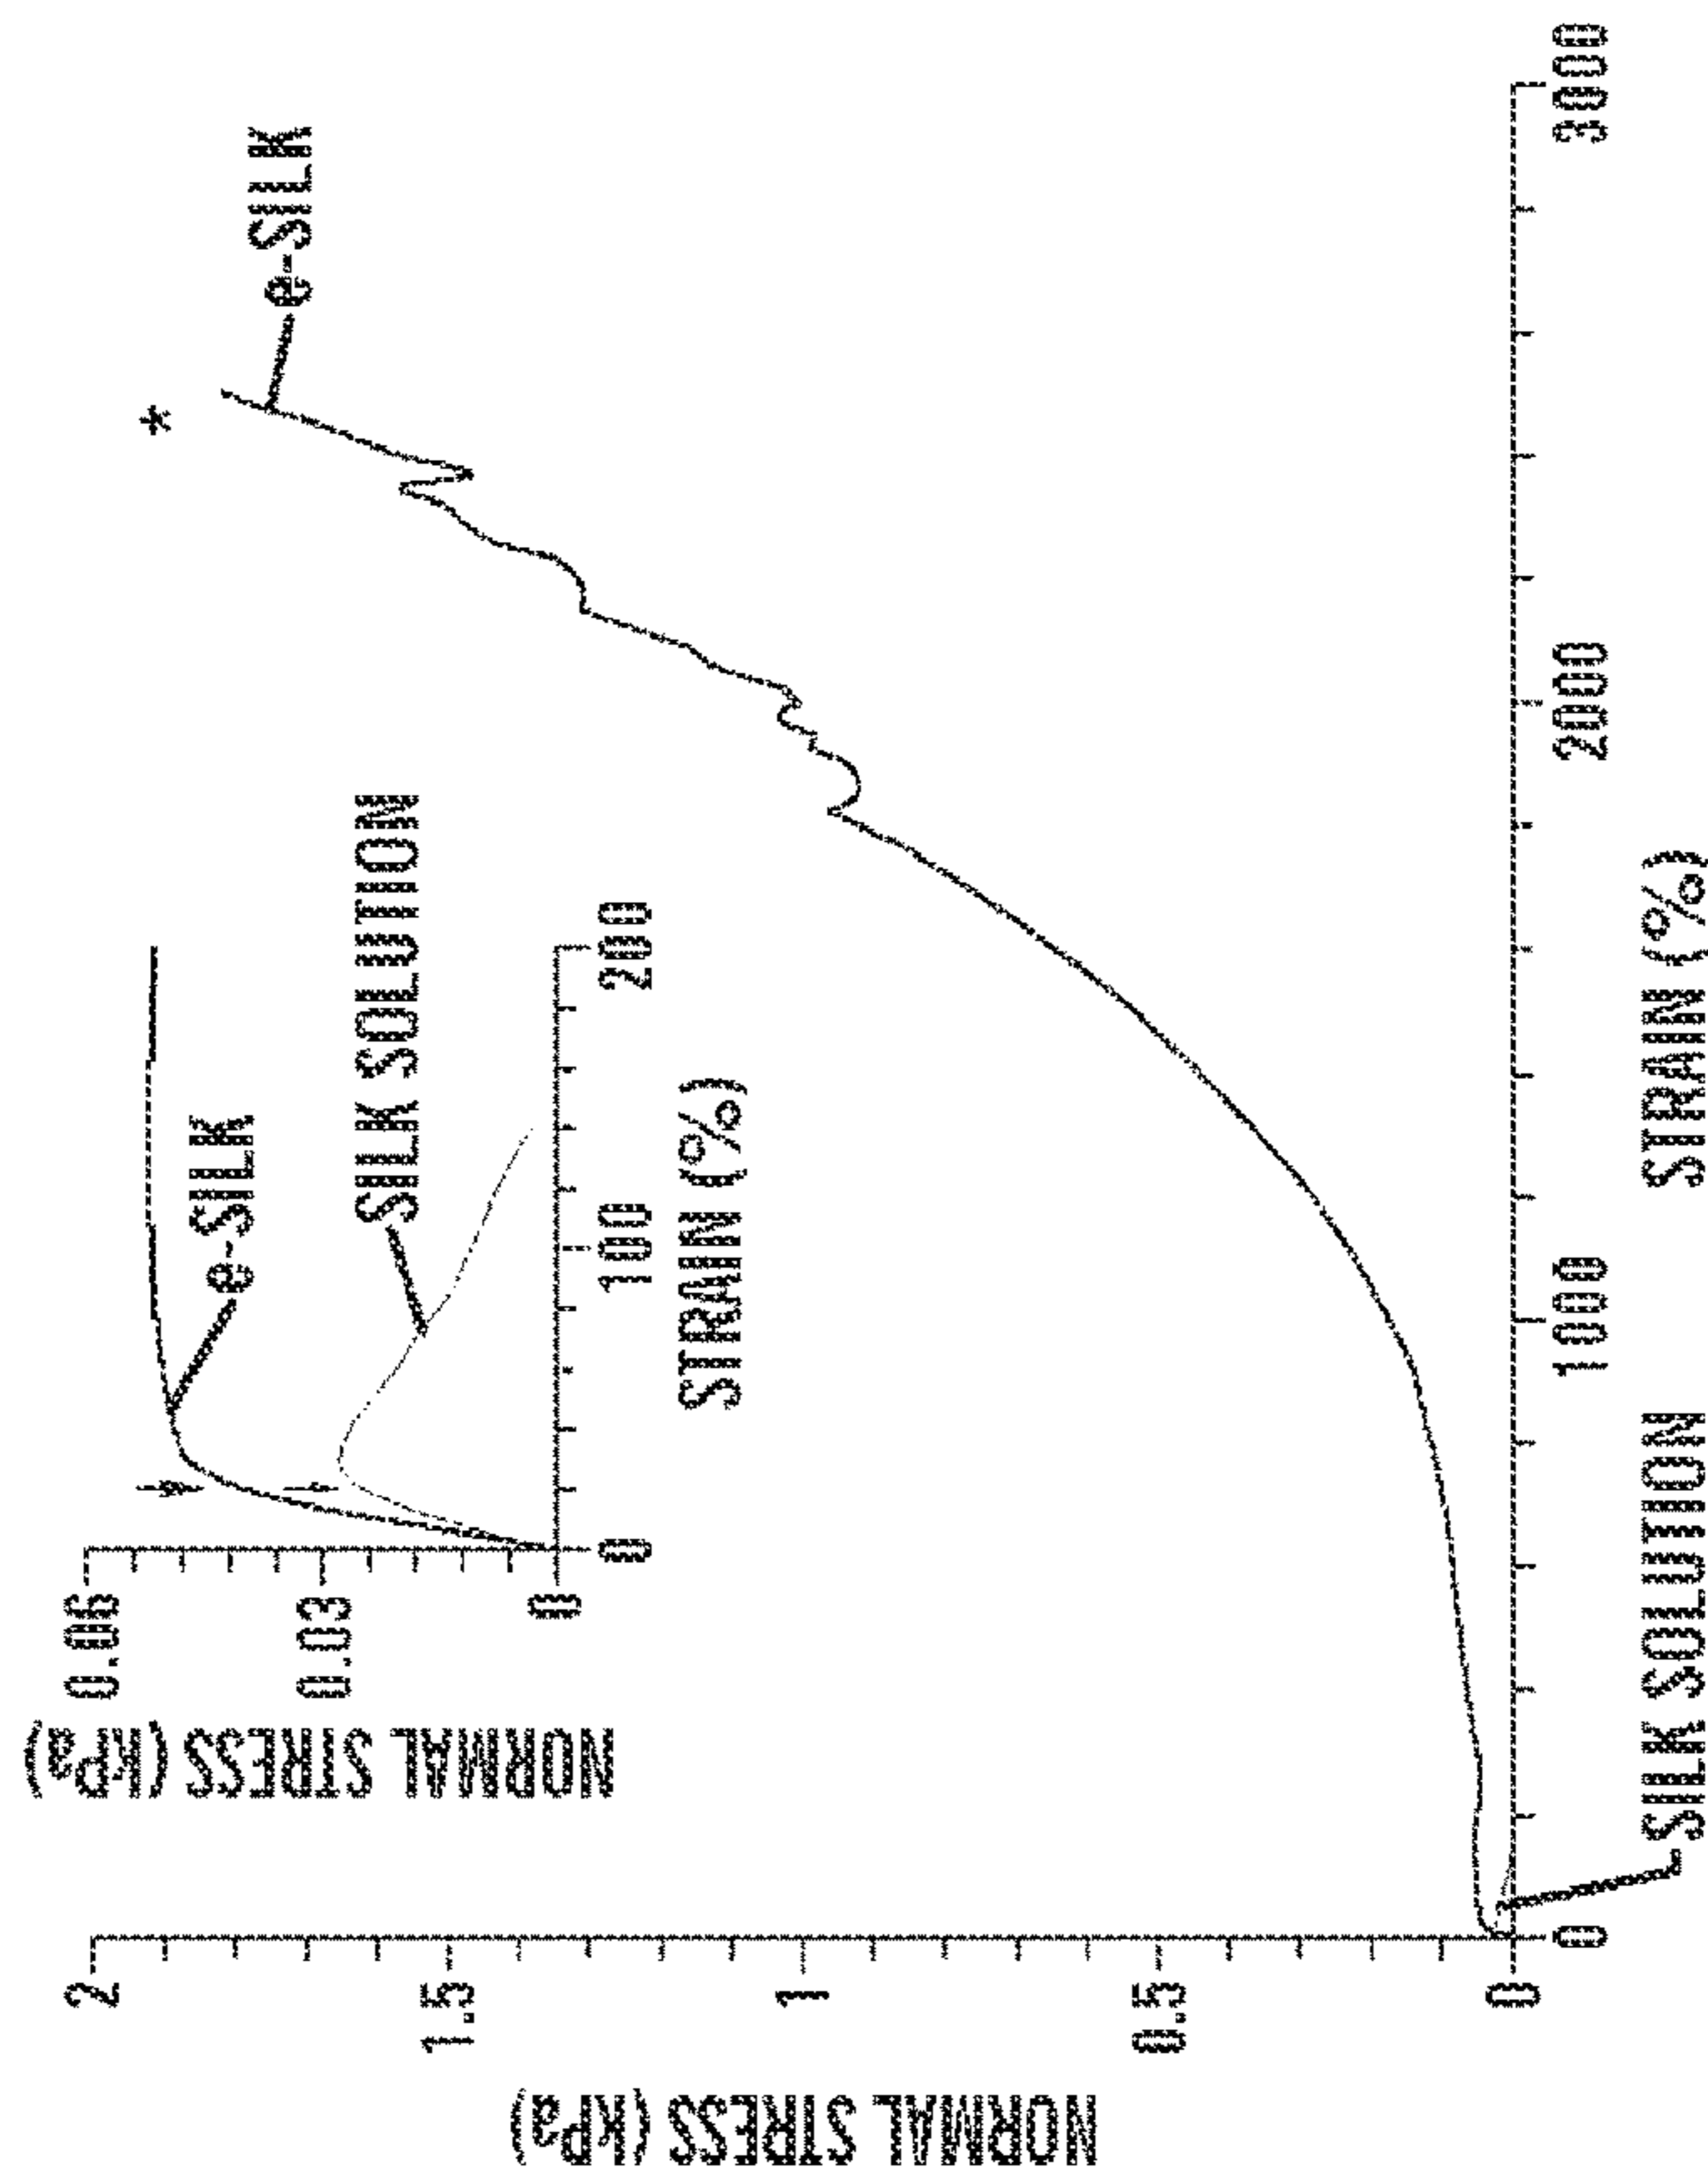 NORMAL STRESS (kPa)
2
1.5
1
0.5
0
0
1000
2000
3000
STRAIN (%)
SILK SOLUTION
e-SILK
*
NORMAL STRESS (kPa)
0.06
0.03
0
0
100
200
STRAIN (%)
e-SILK
SILK SOLUTION